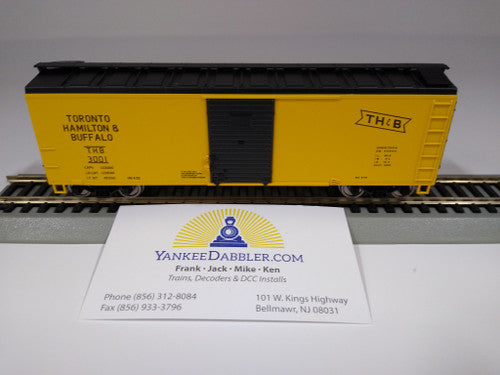 TORONTO
HAMILTON &
BUFFALO
T.H.B
3001
TH&B
YANKEEDABBLER.COM
Frank • Jack • Mike • Ken
Trains, Decoders & DCC Installs
Phone (856) 312-8084
Fax (856) 933-3796
101 W. Kings Highway
Bellmawr, NJ 08031